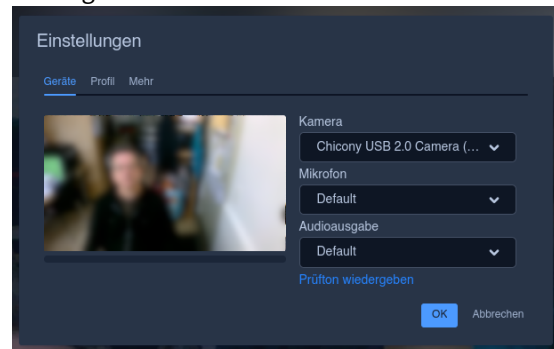 Einstellungen
Geräte Profil Mehr
Kamera
Chicony USB 2.0 Camera (...
Mikrofon
Default
Audioausgabe
Default
Prüfton wiedergeben
OK Abbrechen